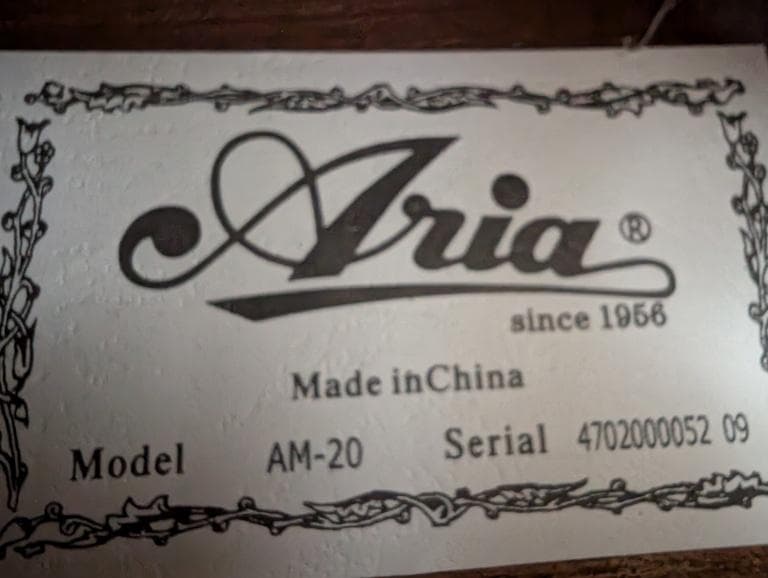 Aria®
since 1956
Made inChina
Model AM-20 Serial 4702000052 09